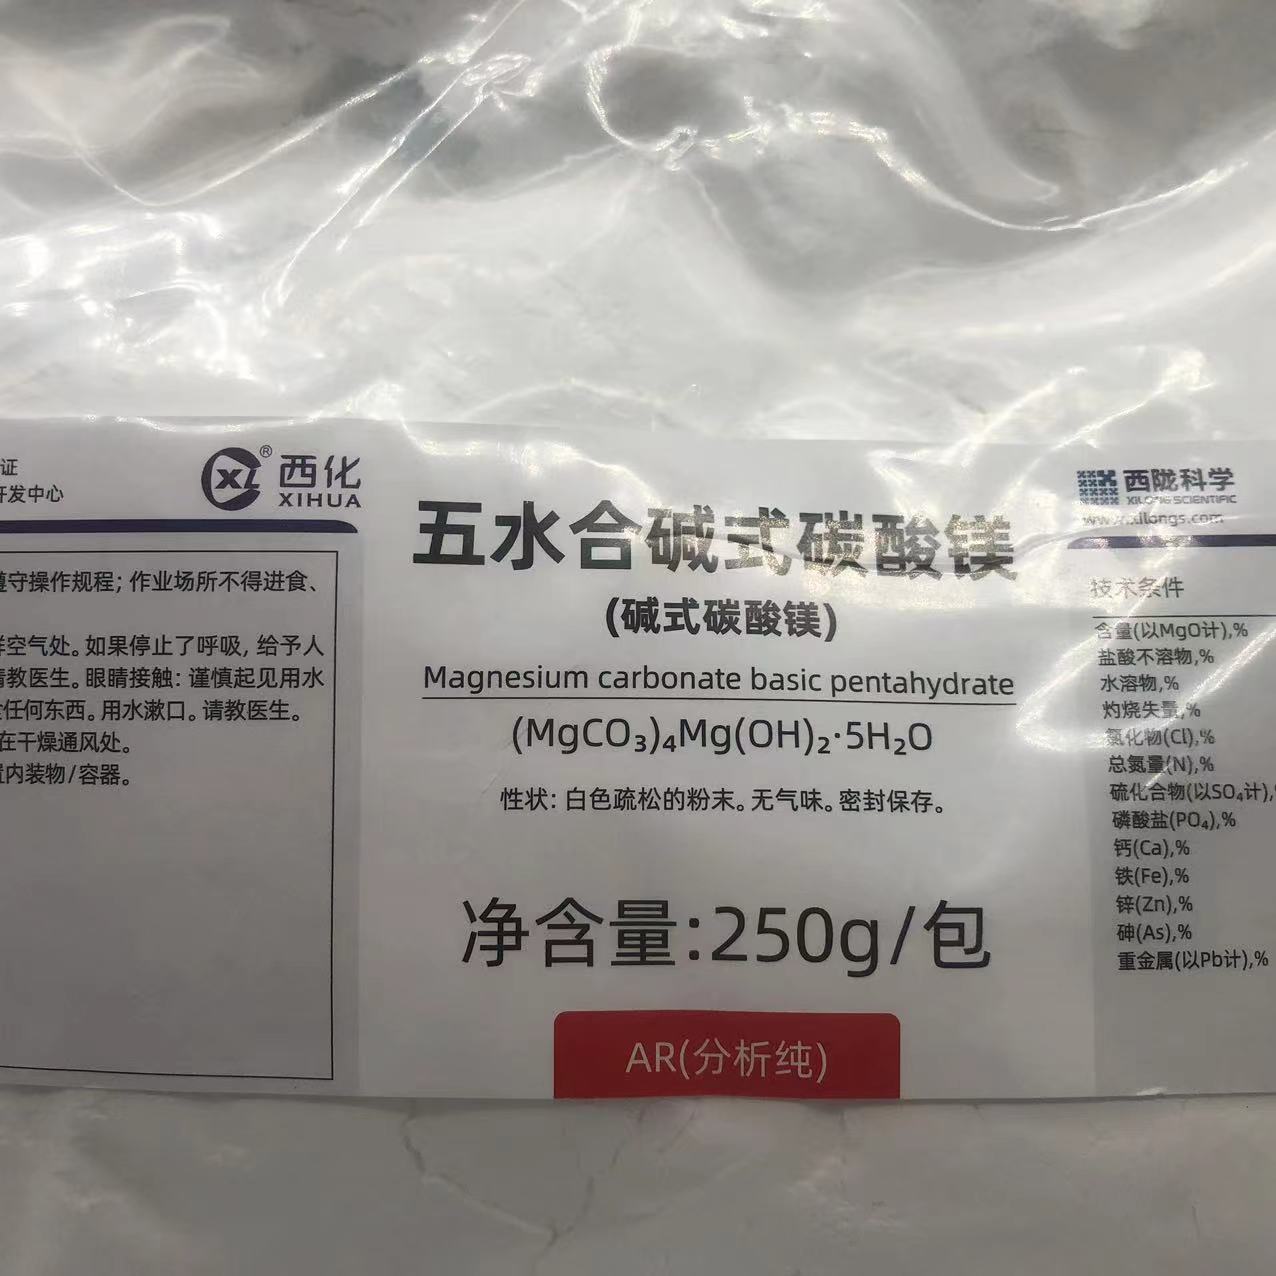 证
开发中心
XL® 西化
XIHUA
遵守操作规程；作业场所不得进食、
空气处。如果停止了呼吸，给予人
请教医生。眼睛接触：谨慎起见用水
任何东西。用水漱口。请教医生。
在干燥通风处。
内装物/容器。
五水合碱式碳酸镁
(碱式碳酸镁)
Magnesium carbonate basic pentahydrate
(MgCO₃)₄Mg(OH)₂·5H₂O
性状：白色疏松的粉末。无气味。密封保存。
净含量:250g/包
AR(分析纯)
西陇科学
XILONG SCIENTIFIC
www.xilongs.com
技术条件
含量(以MgO计),%
盐酸不溶物,%
水溶物,%
灼烧失量,%
氯化物(Cl),%
总氮量(N),%
硫化合物(以SO₄计),%
磷酸盐(PO₄),%
钙(Ca),%
铁(Fe),%
锌(Zn),%
砷(As),%
重金属(以Pb计),%